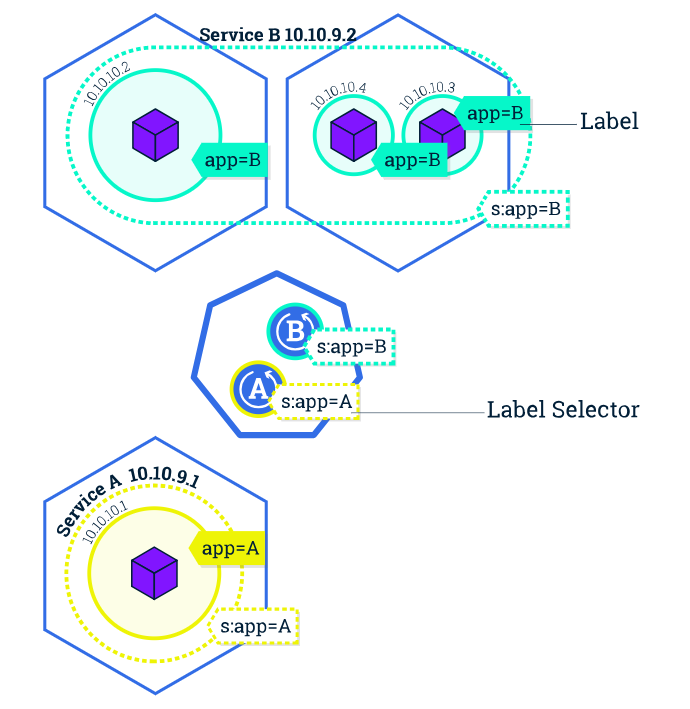 Service B 10.10.9.2
10.10.10.2
10.10.10.4
10.10.10.3
app=B
Label
app=B
app=B
s:app=B
B
s:app=B
A
s:app=A
Label Selector
Service A 10.10.9.1
10.10.10.1
app=A
s:app=A